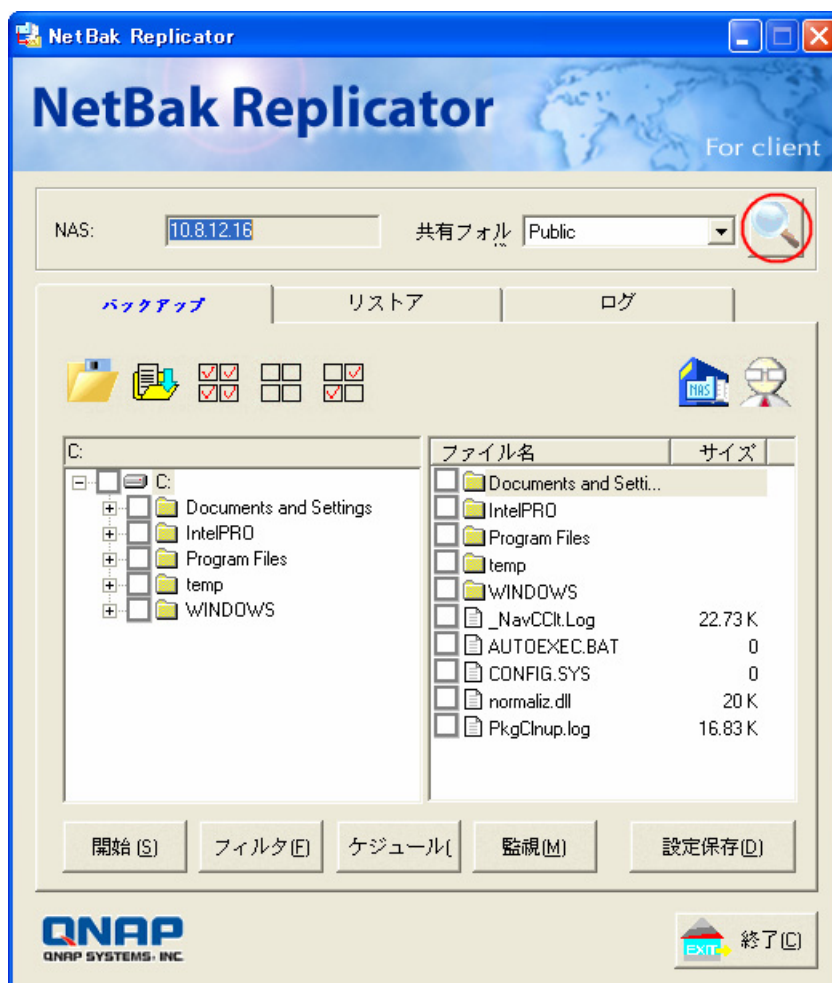 NetBak Replicator
NetBak Replicator
For client
NAS:
10.8.12.16
共有フォル
Public
バックアップ
リストア
ログ
NAS
C:
C:
Documents and Settings
IntelPRO
Program Files
temp
WINDOWS
ファイル名 サイズ
Documents and Setti...
IntelPRO
Program Files
temp
WINDOWS
_NavCClt.Log 22.73 K
AUTOEXEC.BAT 0
CONFIG.SYS 0
normaliz.dll 20 K
PkgClnup.log 16.83 K
開始 (S)
フィルタ(F)
ケジュール(
監視(M)
設定保存(D)
QNAP
QNAP SYSTEMS, INC.
EXIT
終了(C)